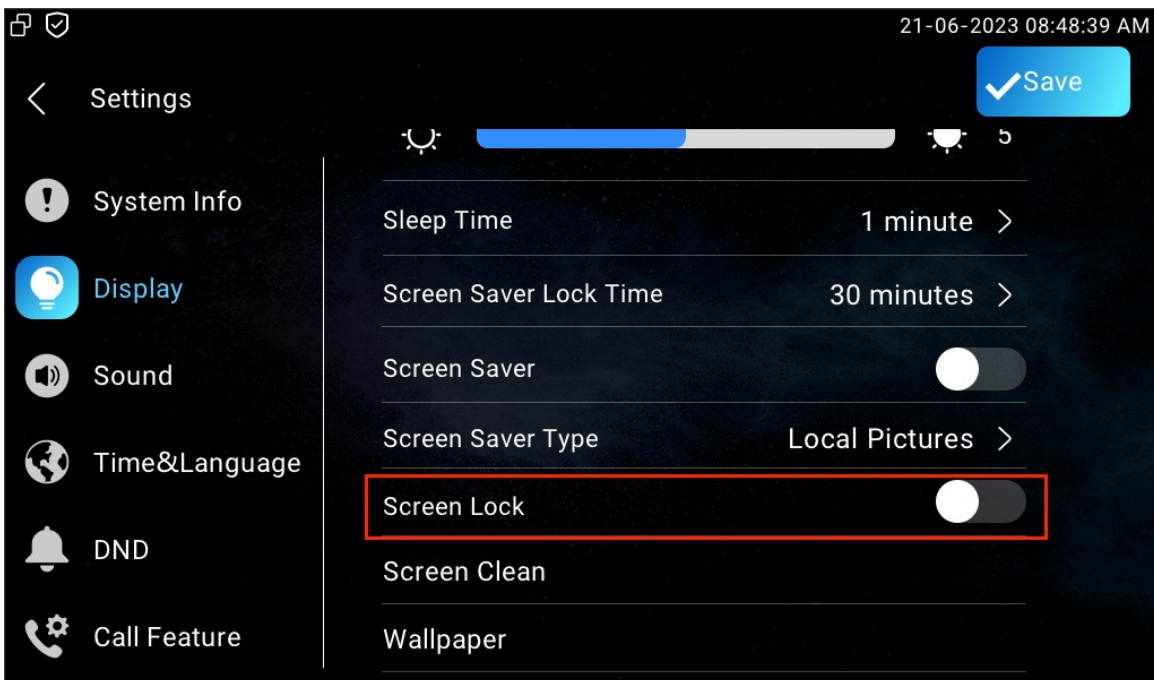 21-06-2023 08:48:39 AM
Settings
Save
5
System Info
Display
Sound
Time&Language
DND
Call Feature
Sleep Time 1 minute
Screen Saver Lock Time 30 minutes
Screen Saver
Screen Saver Type Local Pictures
Screen Lock
Screen Clean
Wallpaper